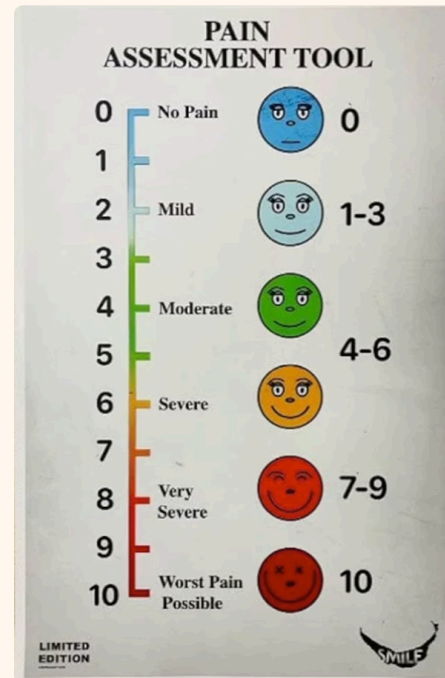 PAIN
ASSESSMENT TOOL
0 No Pain 0
1
2 Mild 1-3
3
4 Moderate
5 4-6
6 Severe
7
8 Very
Severe 7-9
9
10 Worst Pain
Possible 10
LIMITED
EDITION
SMILE